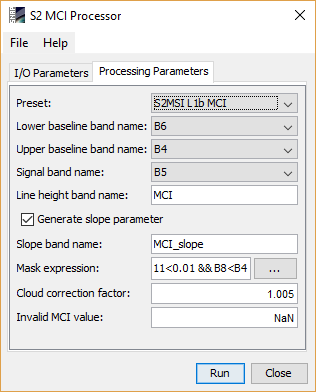 S2 MCI Processor
File Help
I/O Parameters Processing Parameters
Preset: S2MSI L1b MCI
Lower baseline band name: B6
Upper baseline band name: B4
Signal band name: B5
Line height band name: MCI
Generate slope parameter
Slope band name: MCI_slope
Mask expression: 11<0.01 && B8<B4 ...
Cloud correction factor: 1.005
Invalid MCI value: NaN
Run Close